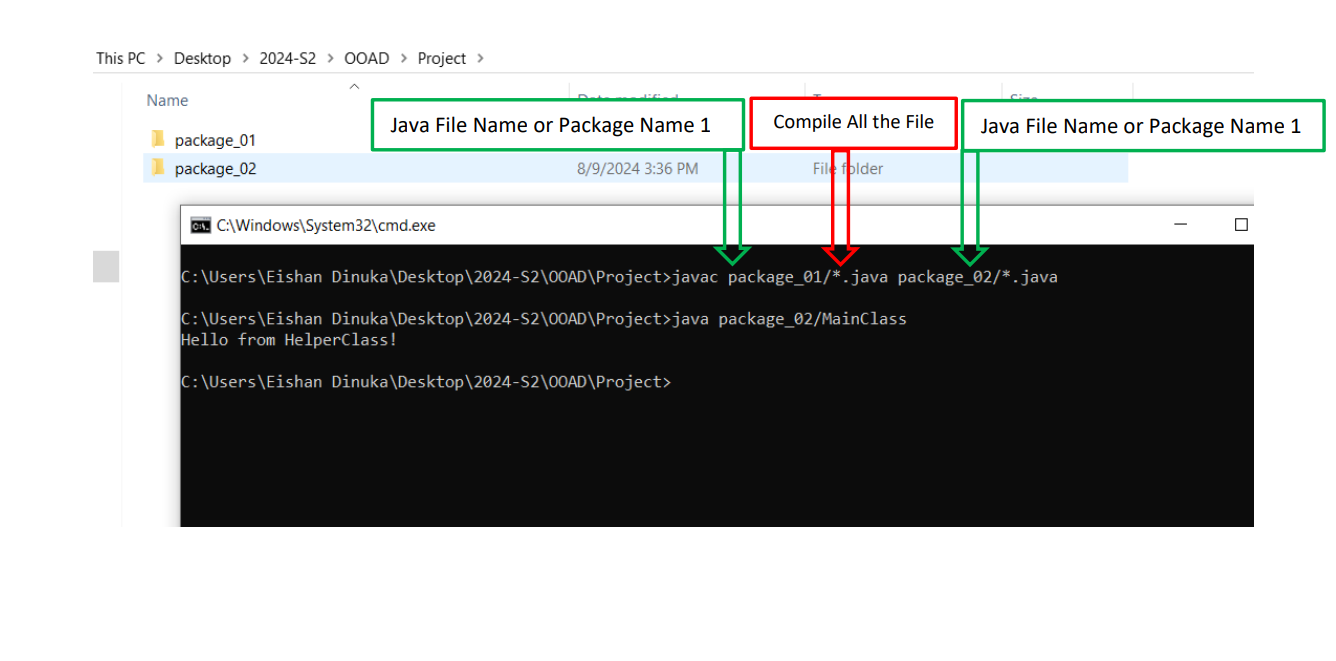 This PC > Desktop > 2024-S2 > OOAD > Project >
Name
Java File Name or Package Name 1
Compile All the File
Java File Name or Package Name 1
package_01
package_02 8/9/2024 3:36 PM File folder
C:\Windows\System32\cmd.exe
C:\Users\Eishan Dinuka\Desktop\2024-S2\OOAD\Project>javac package_01/*.java package_02/*.java
C:\Users\Eishan Dinuka\Desktop\2024-S2\OOAD\Project>java package_02/MainClass
Hello from HelperClass!
C:\Users\Eishan Dinuka\Desktop\2024-S2\OOAD\Project>